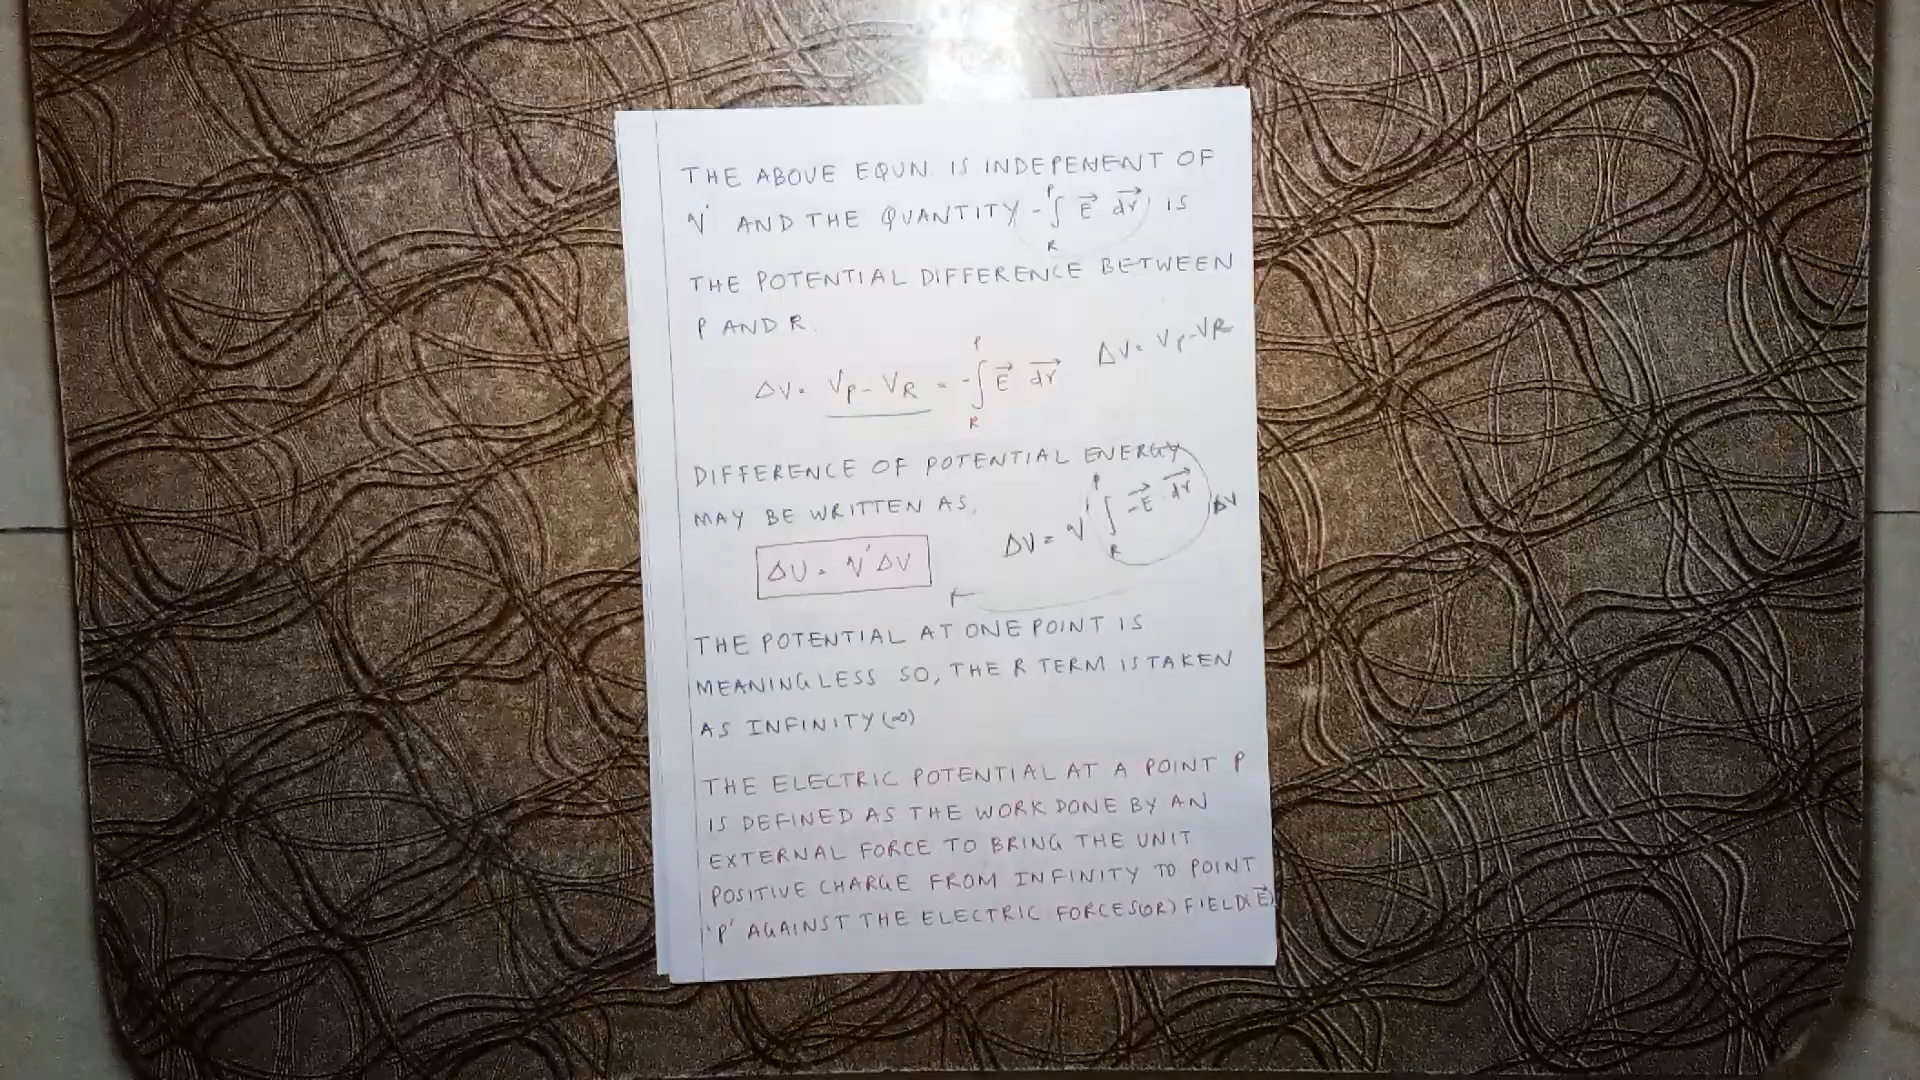 THE ABOVE EQUN IS INDEPENENT OF
q' AND THE QUANTITY -∫ᴿᴾ E⃗ dr⃗ IS
THE POTENTIAL DIFFERENCE BETWEEN
P AND R.
ΔV = VP - VR = -∫ᴿᴾ E⃗ dr⃗
ΔV = VP - VR
DIFFERENCE OF POTENTIAL ENERGY
MAY BE WRITTEN AS,
ΔU = q' ∫ᴿᴾ -E⃗ . dr⃗
ΔV
ΔU = q' ΔV
THE POTENTIAL AT ONE POINT IS
MEANINGLESS SO, THE R TERM IS TAKEN
AS INFINITY (∞)
THE ELECTRIC POTENTIAL AT A POINT P
IS DEFINED AS THE WORK DONE BY AN
EXTERNAL FORCE TO BRING THE UNIT
POSITIVE CHARGE FROM INFINITY TO POINT
'P' AGAINST THE ELECTRIC FORCES(OR) FIELD(E⃗)